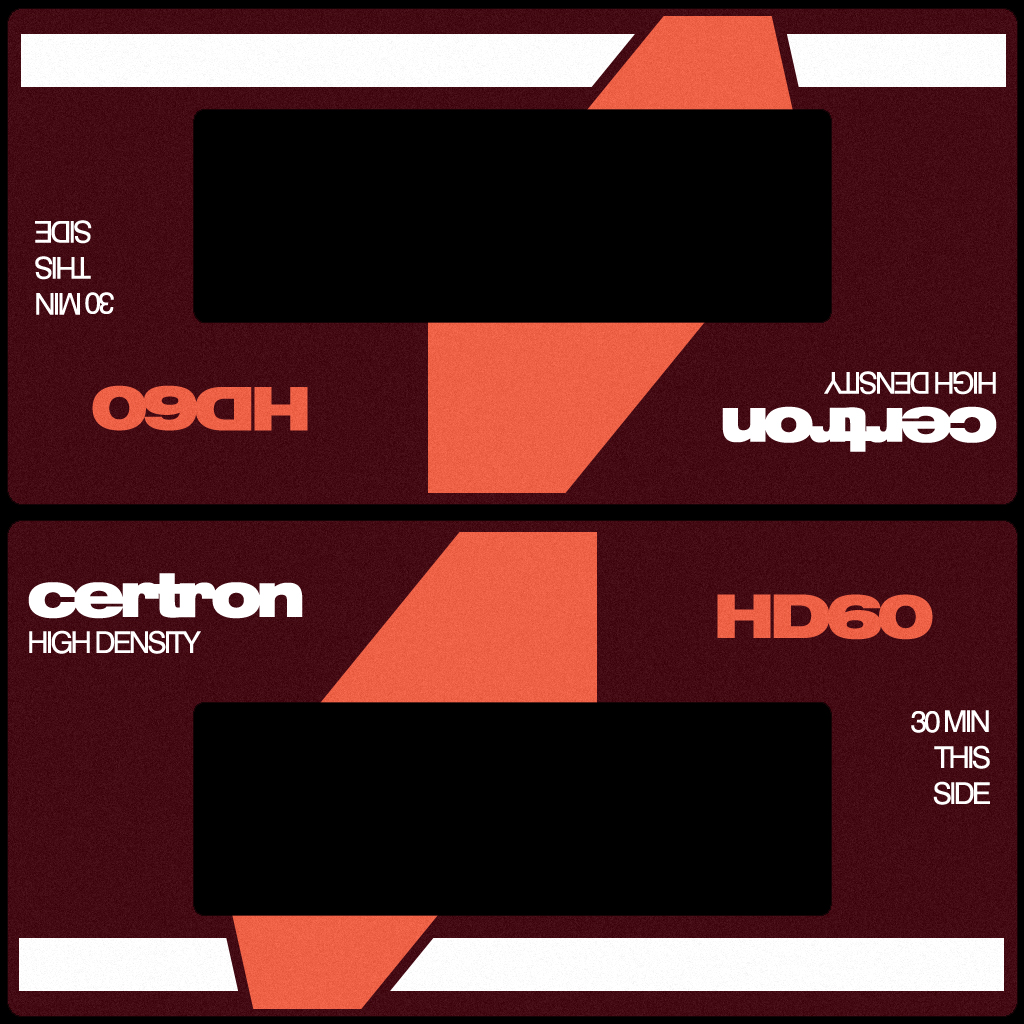 SIDE
THIS
30 MIN
HD60
HIGH DENSITY
certron
certron
HIGH DENSITY
HD60
30 MIN
THIS
SIDE